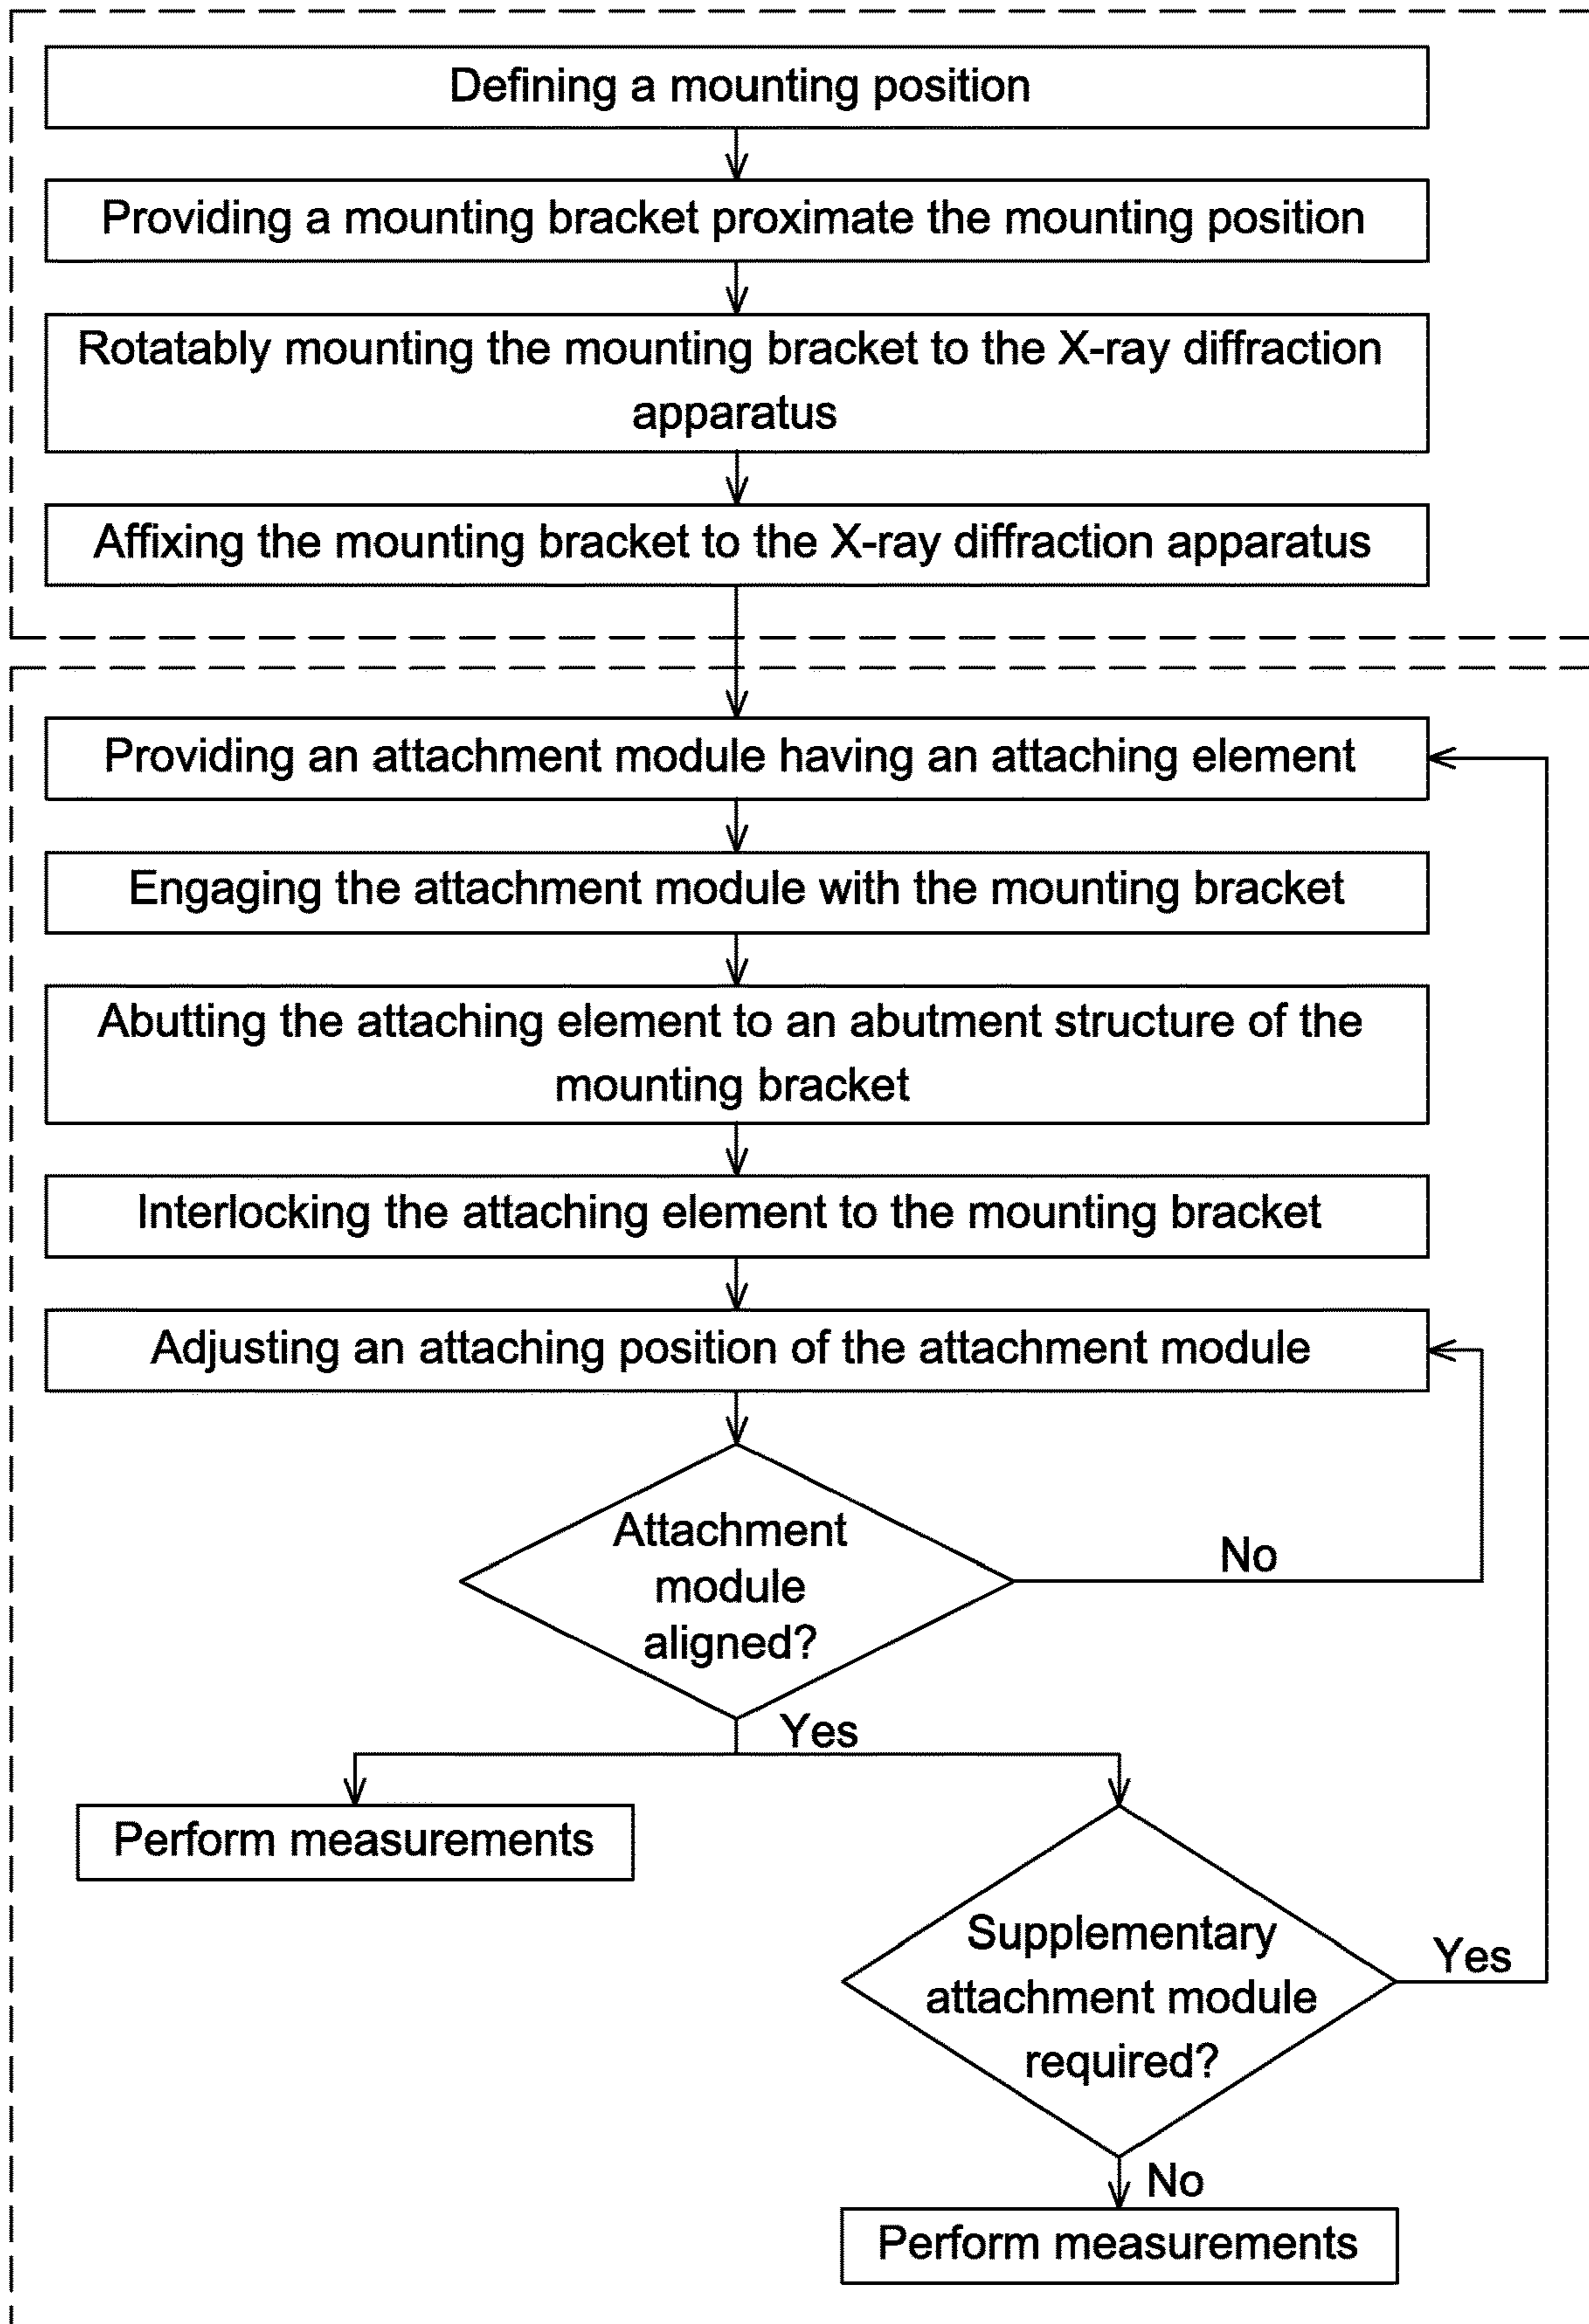 Defining a mounting position
Providing a mounting bracket proximate the mounting position
Rotatably mounting the mounting bracket to the X-ray diffraction
apparatus
Affixing the mounting bracket to the X-ray diffraction apparatus
Providing an attachment module having an attaching element
Engaging the attachment module with the mounting bracket
Abutting the attaching element to an abutment structure of the
mounting bracket
Interlocking the attaching element to the mounting bracket
Adjusting an attaching position of the attachment module
Attachment
module
aligned?
No
Yes
Perform measurements
Supplementary
attachment module
required?
Yes
No
Perform measurements